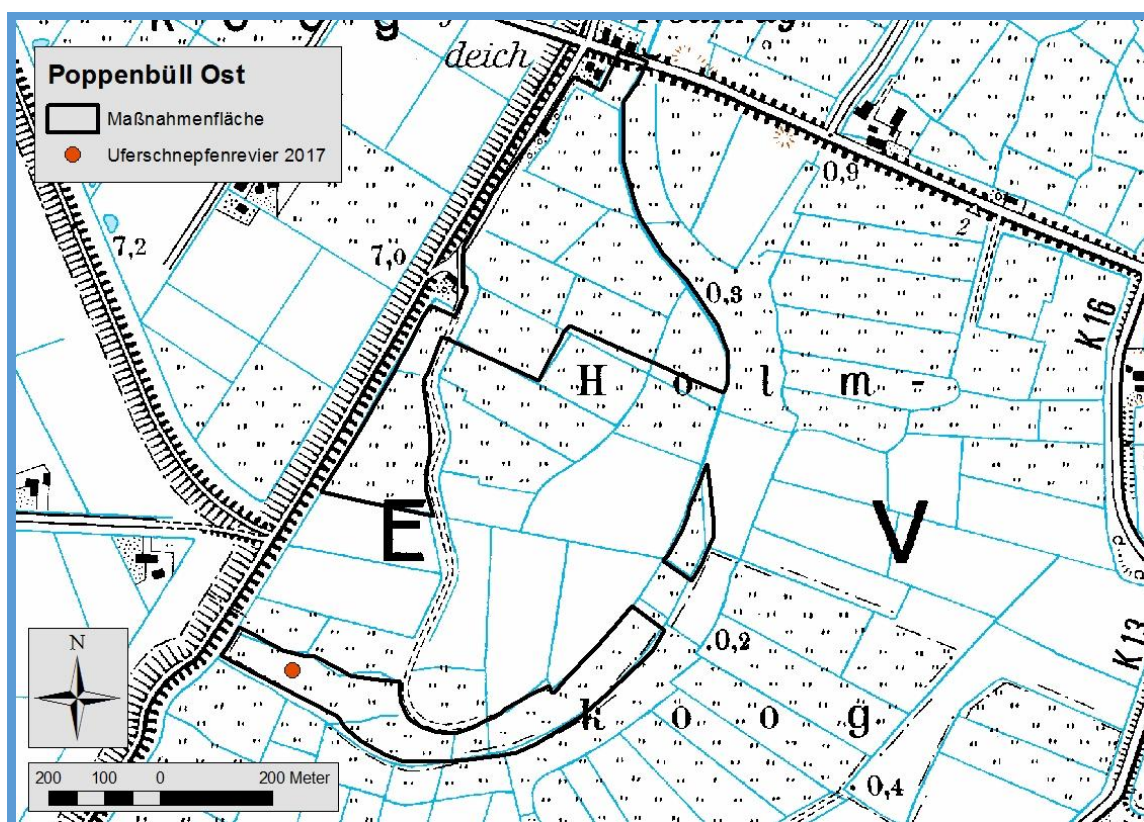 K o o g
deich
Poppenbüll Ost
Maßnahmenfläche
Uferschnepfenrevier 2017
0,9
2
7,2
7,0
0,3
K 16
H o l m -
E V
0,2
K 13
k o o g
0,4
N
200 100 0 200 Meter